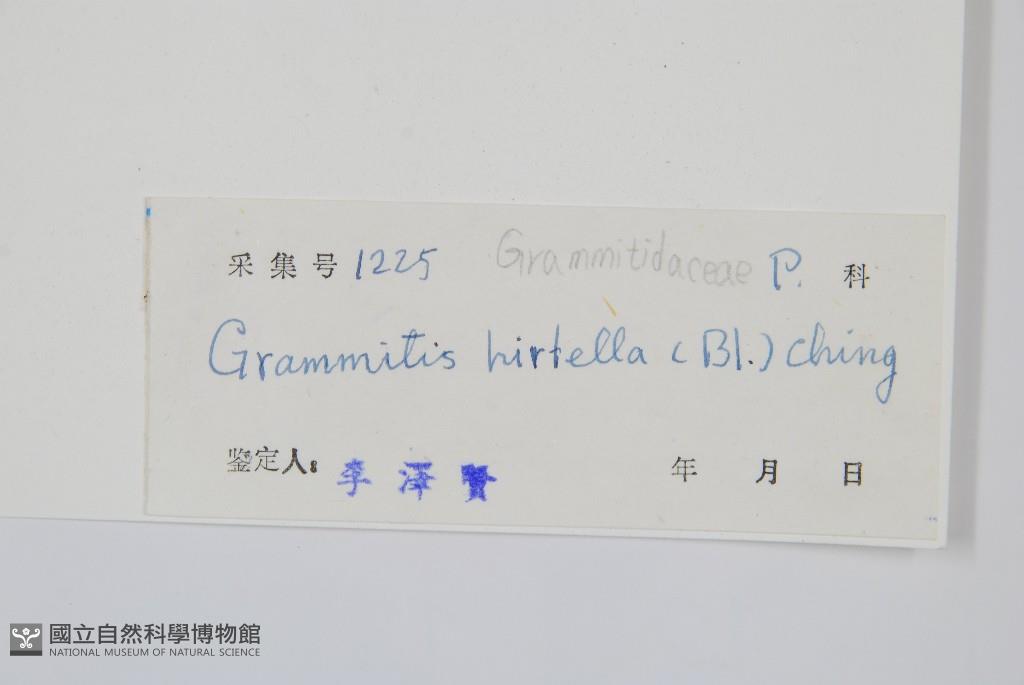 采集号 1225 Grammitidaceae P. 科
Grammitis hirtella (Bl.) Ching
鉴定人: 李泽賢 年 月 日
國立自然科學博物館
NATIONAL MUSEUM OF NATURAL SCIENCE